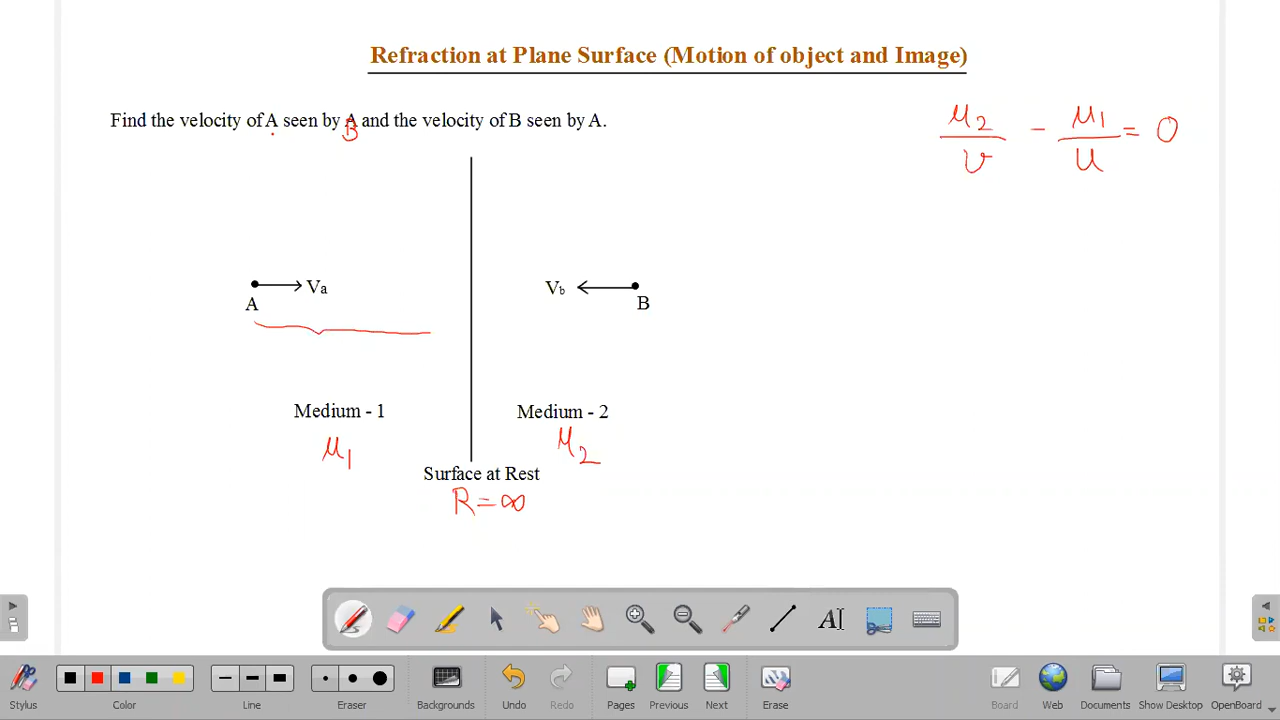 Refraction at Plane Surface (Motion of object and Image)
Find the velocity of A seen by B and the velocity of B seen by A.
μ2/v - μ1/u = 0
Va
Vb
A
B
Medium - 1
Medium - 2
μ1
μ2
Surface at Rest
R = ∞
Stylus
Color
Line
Eraser
Backgrounds
Undo
Redo
Pages
Previous
Next
Erase
Board
Web
Documents
Show Desktop
OpenBoard